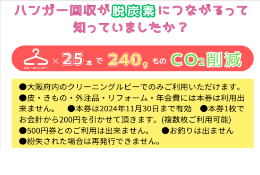 ハンガー回収が脱炭素につながるって
知っていましたか？
×25本で240gものCO2削減
●大阪府内のクリーニングルビーでのみご利用いただけます。
●皮・きもの・外注品・リフォーム・年会費には本券は利用出
来ません。 ●本券は2024年11月30日まで有効 ●本券1枚で
お会計から200円を引かせて頂きます。(複数枚ご利用可能)
●500円券とのご利用は出来ません。 ●お釣りは出ません
●紛失された場合は再発行できません。